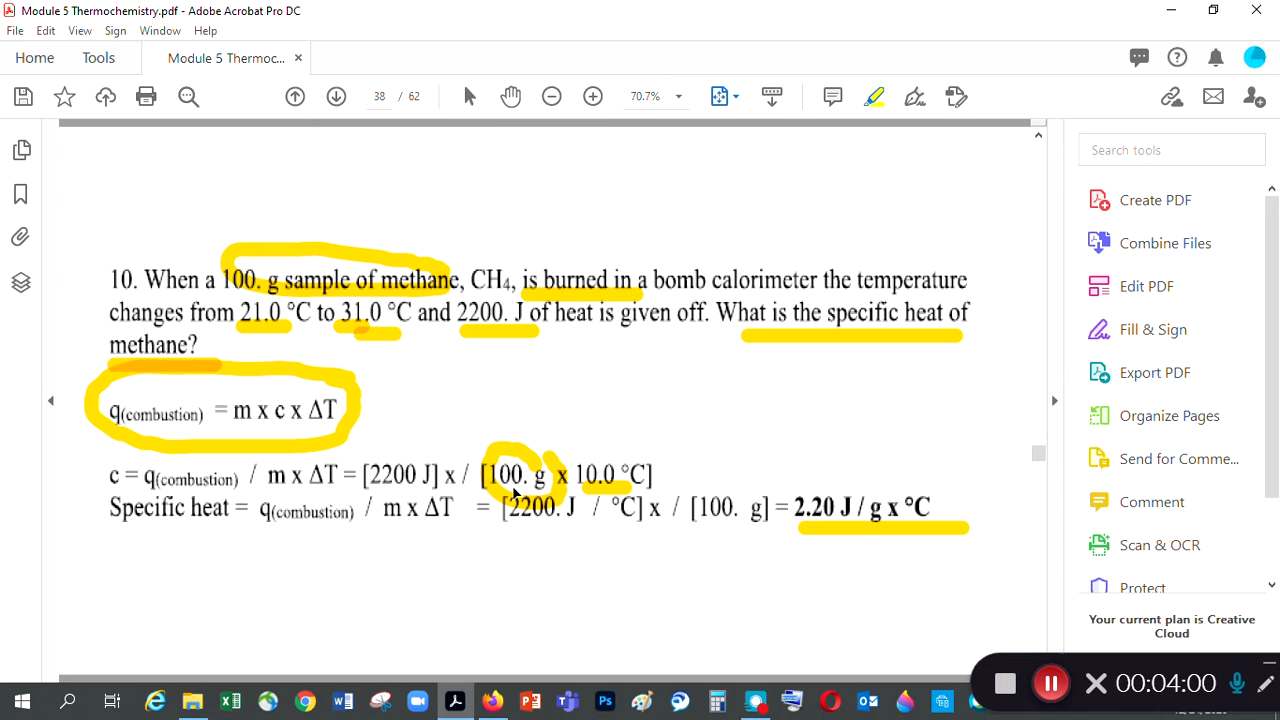 Module 5 Thermochemistry.pdf - Adobe Acrobat Pro DC
File Edit View Sign Window Help
Home Tools Module 5 Thermoc... ×
38 / 62 70.7%
Search tools
Create PDF
Combine Files
Edit PDF
Fill & Sign
Export PDF
Organize Pages
Send for Comme...
Comment
Scan & OCR
Protect
Your current plan is Creative
Cloud
10. When a 100. g sample of methane, CH₄, is burned in a bomb calorimeter the temperature
changes from 21.0 °C to 31.0 °C and 2200. J of heat is given off. What is the specific heat of
methane?
q(combustion) = m x c x ΔT
c = q(combustion) / m x ΔT = [2200 J] x / [100. g x 10.0 °C]
Specific heat = q(combustion) / m x ΔT = [2200. J / °C] x / [100. g] = 2.20 J / g x °C
00:04:00